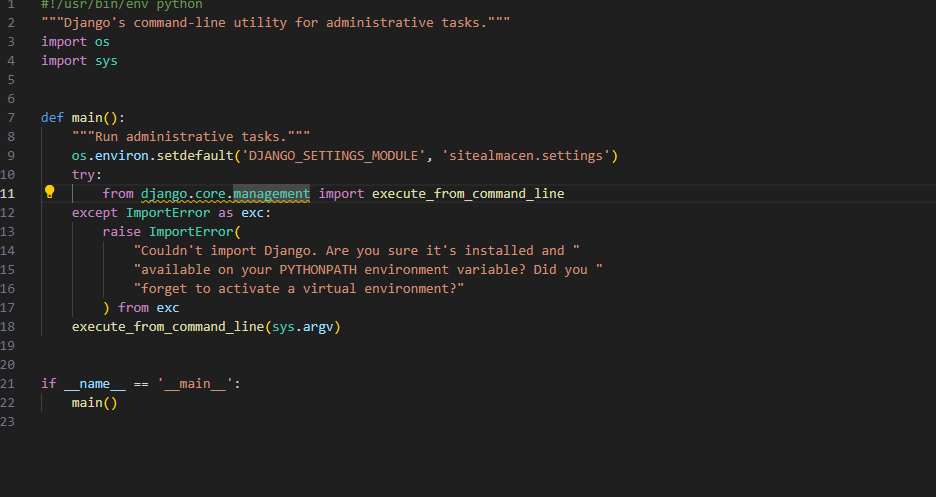 1 #!/usr/bin/env python
2 """Django's command-line utility for administrative tasks."""
3 import os
4 import sys
5
6
7 def main():
8     """Run administrative tasks."""
9     os.environ.setdefault('DJANGO_SETTINGS_MODULE', 'sitealmacen.settings')
10     try:
11         from django.core.management import execute_from_command_line
12     except ImportError as exc:
13         raise ImportError(
14             "Couldn't import Django. Are you sure it's installed and "
15             "available on your PYTHONPATH environment variable? Did you "
16             "forget to activate a virtual environment?"
17         ) from exc
18     execute_from_command_line(sys.argv)
19
20
21 if __name__ == '__main__':
22     main()
23